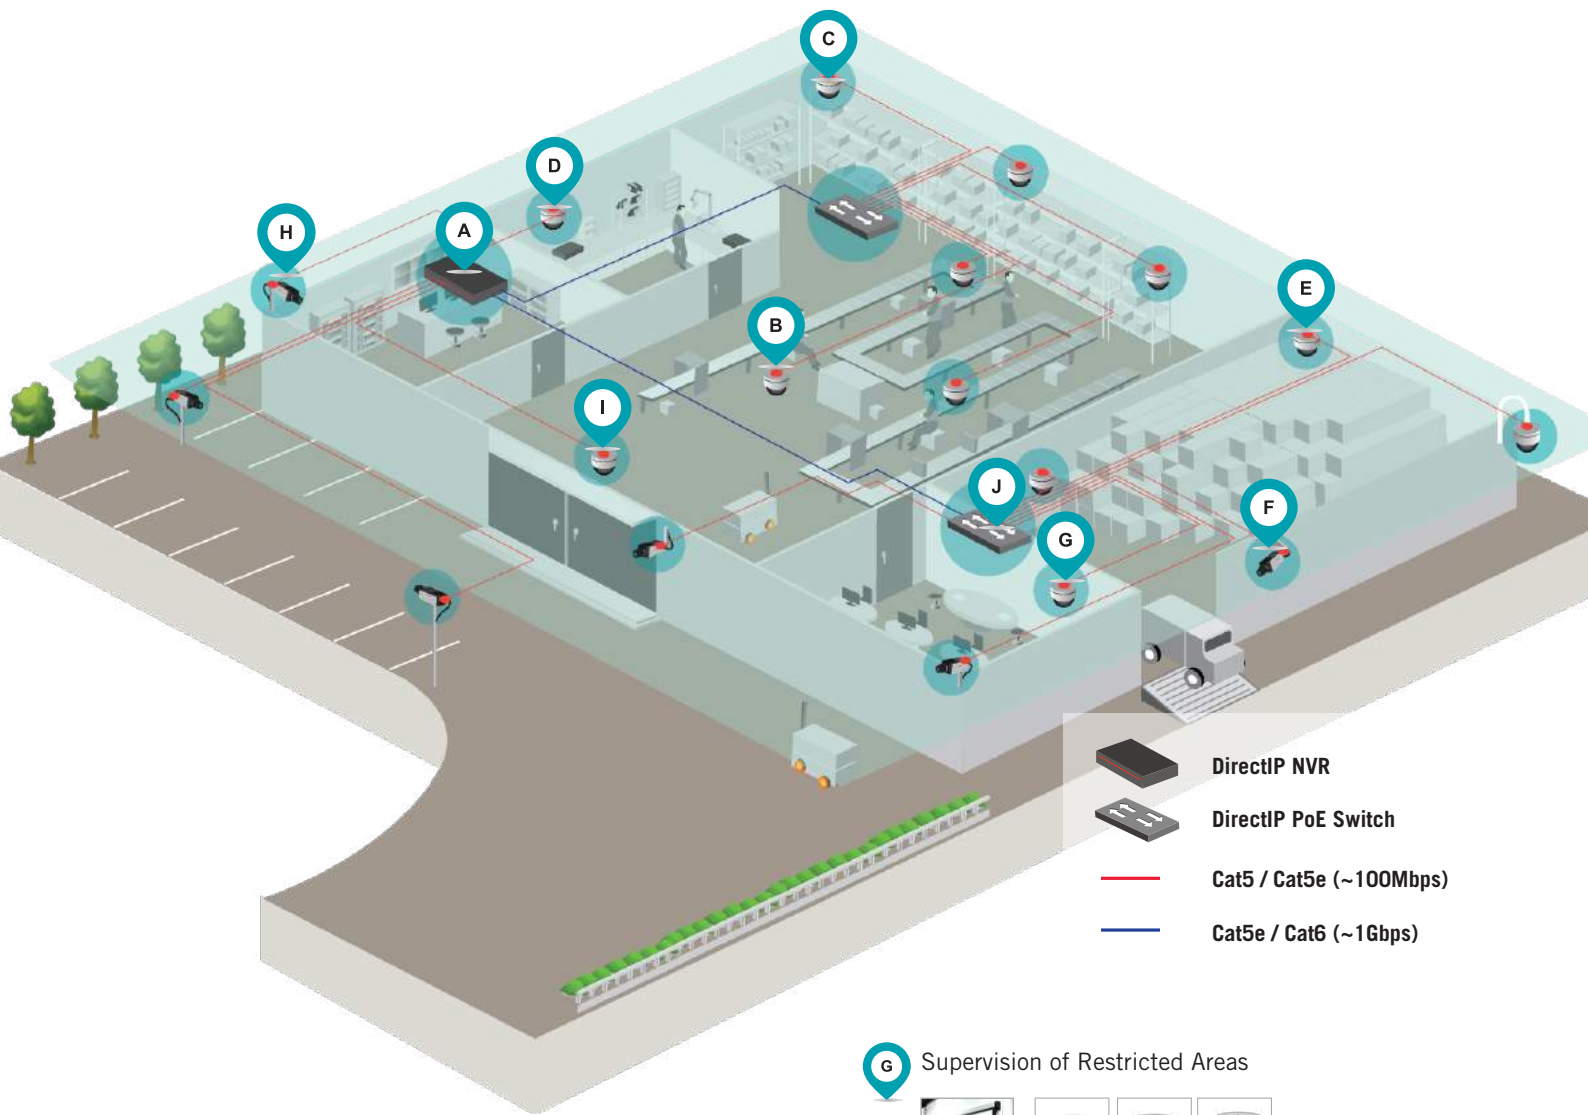 C
D
H
A
E
B
I
J
F
G
DirectIP NVR
DirectIP PoE Switch
Cat5 / Cat5e (~100Mbps)
Cat5e / Cat6 (~1Gbps)
G Supervision of Restricted Areas